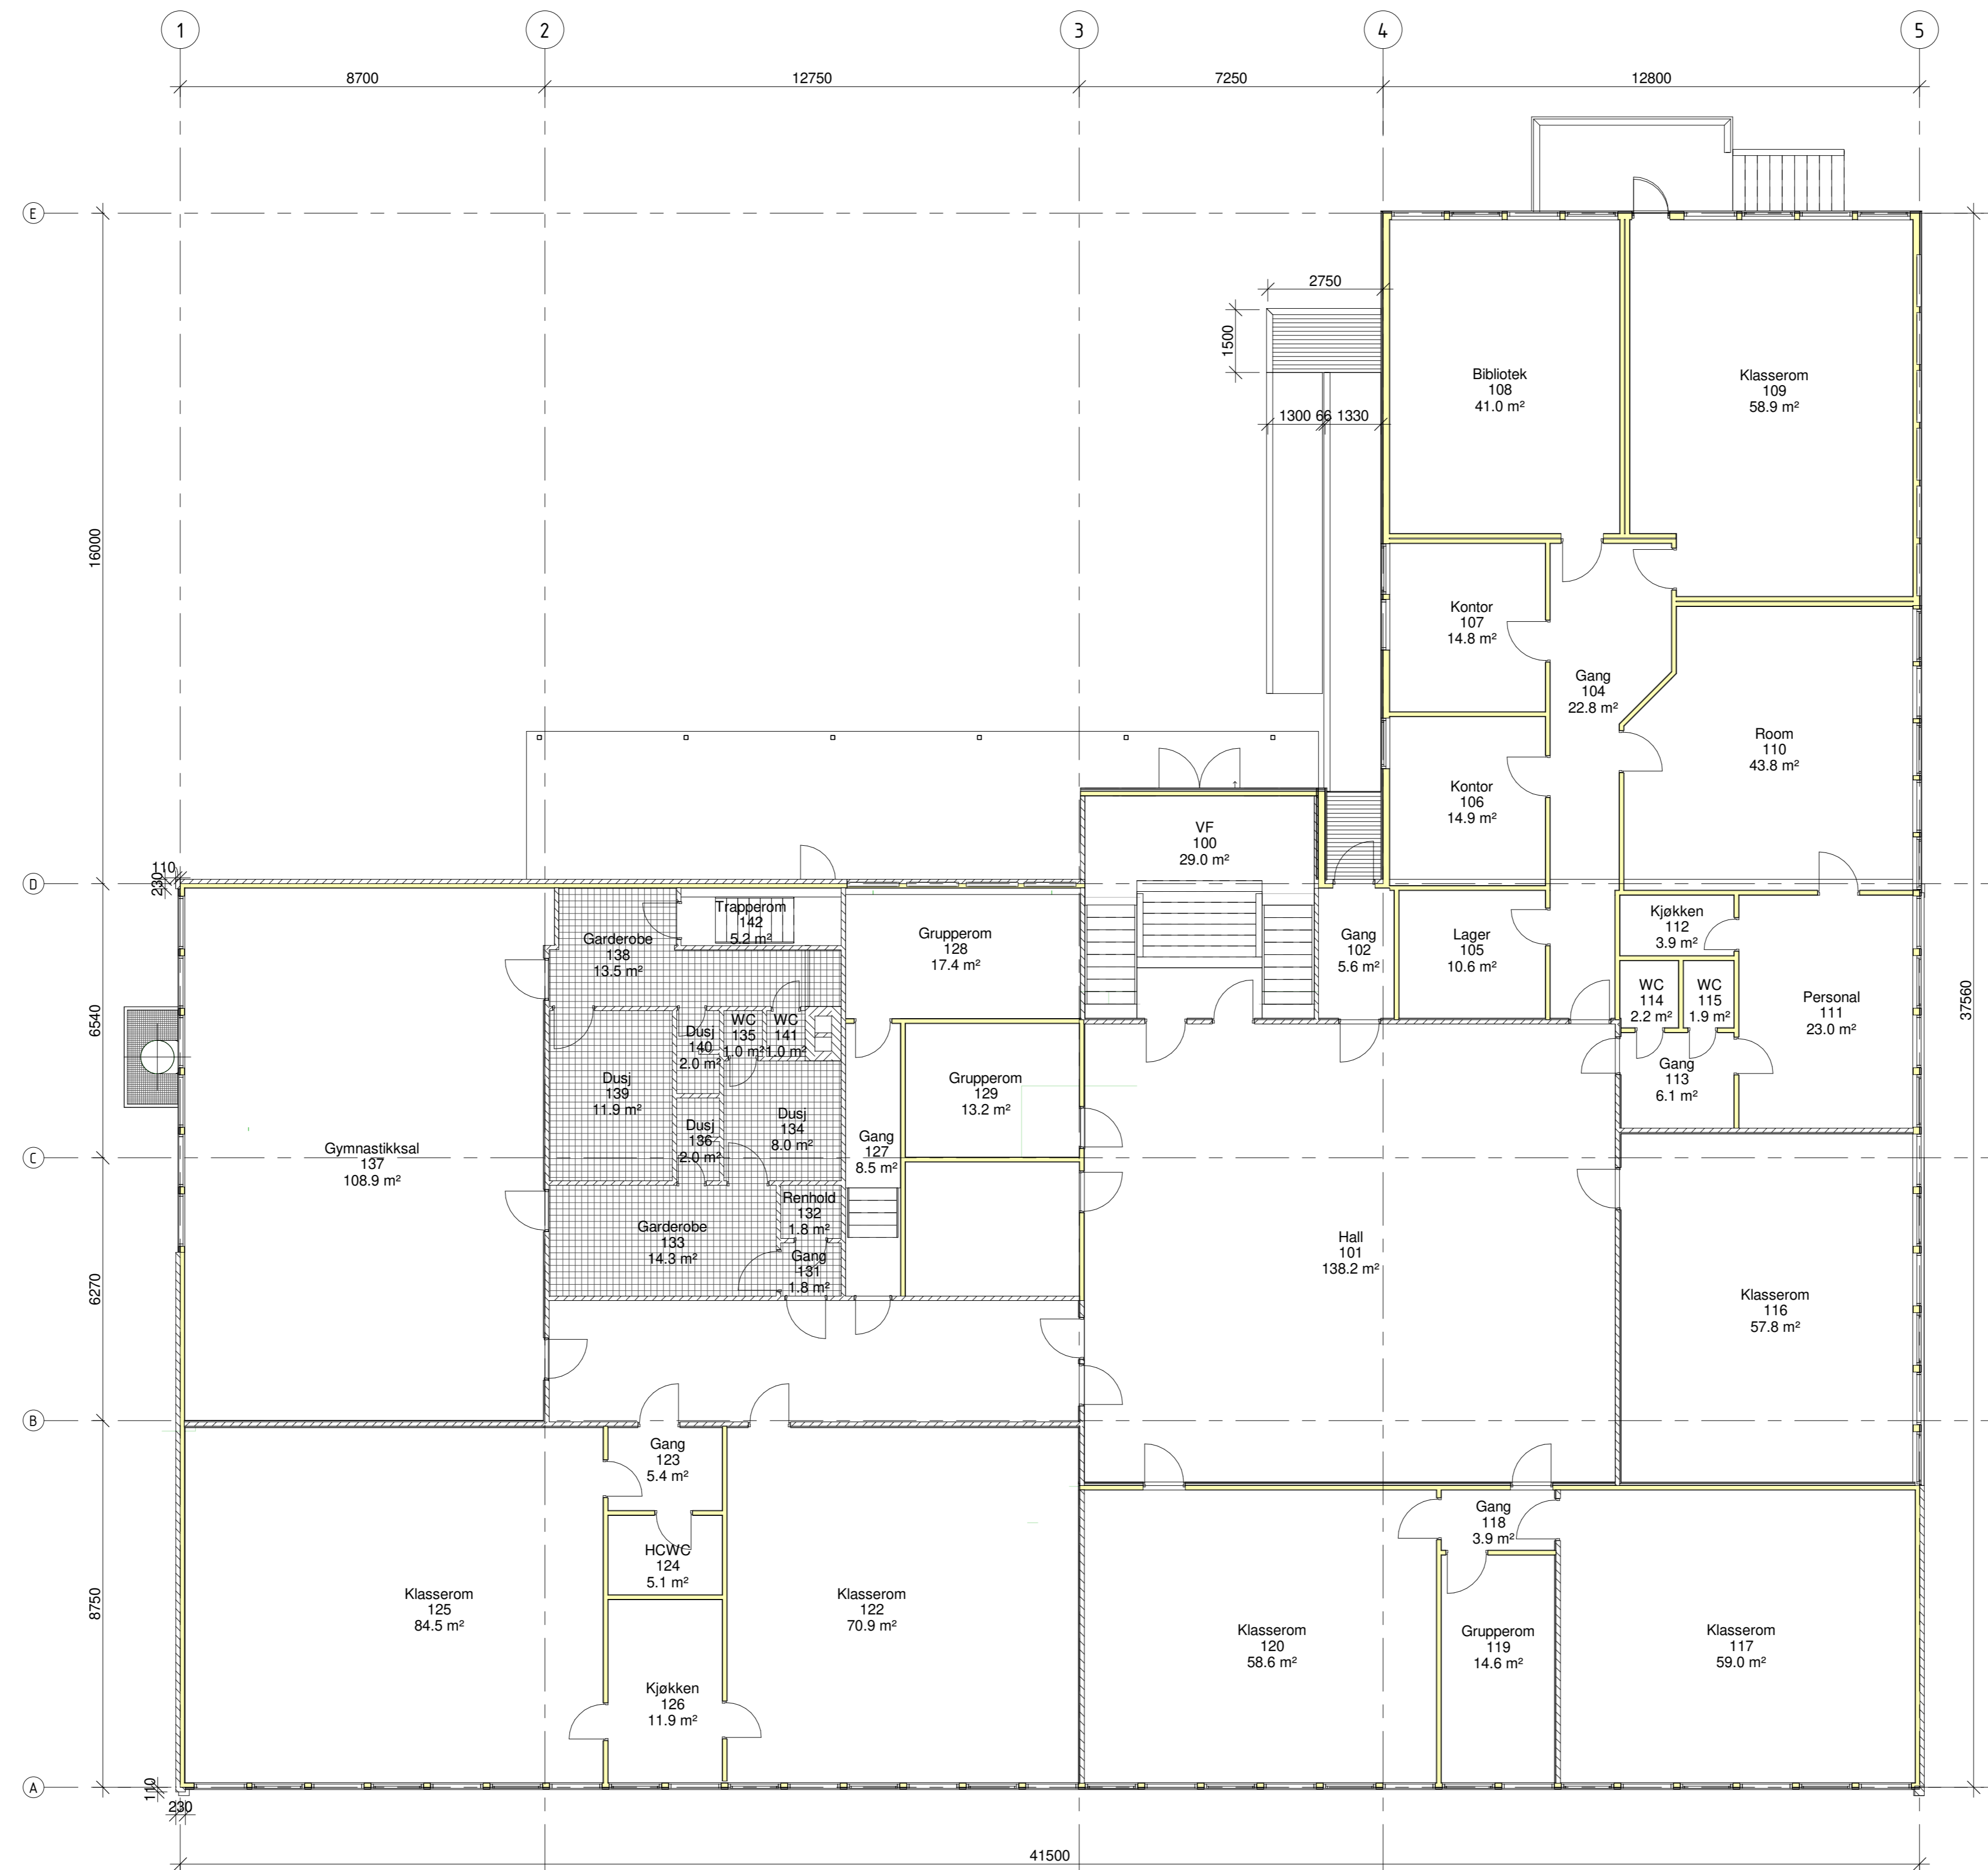 1
2
3
4
5
8700
12750
7250
12800
E
2750
1500
1300 66 1330
Bibliotek
108
41.0 m²
Klasserom
109
58.9 m²
16000
Kontor
107
14.8 m²
Gang
104
22.8 m²
37560
Room
110
43.8 m²
Kontor
106
14.9 m²
VF
100
29.0 m²
110
230
D
Trapperom
142
5.2 m²
Garderobe
138
13.5 m²
Grupperom
128
17.4 m²
Gang
102
5.6 m²
Lager
105
10.6 m²
Kjøkken
112
3.9 m²
WC
114
2.2 m²
WC
115
1.9 m²
Personal
111
23.0 m²
6540
Dusj
140
2.0 m²
WC
135
1.0 m²
WC
141
1.0 m²
Dusj
139
11.9 m²
Grupperom
129
13.2 m²
Gang
113
6.1 m²
Dusj
136
2.0 m²
Dusj
134
8.0 m²
Gang
127
8.5 m²
Gymnastikksal
137
108.9 m²
C
Renhold
132
1.8 m²
Garderobe
133
14.3 m²
Gang
131
1.8 m²
Hall
101
138.2 m²
Klasserom
116
57.8 m²
6270
B
Gang
123
5.4 m²
Gang
118
3.9 m²
HCWC
124
5.1 m²
8750
Klasserom
125
84.5 m²
Klasserom
122
70.9 m²
Klasserom
120
58.6 m²
Grupperom
119
14.6 m²
Klasserom
117
59.0 m²
Kjøkken
126
11.9 m²
A
110
230
41500